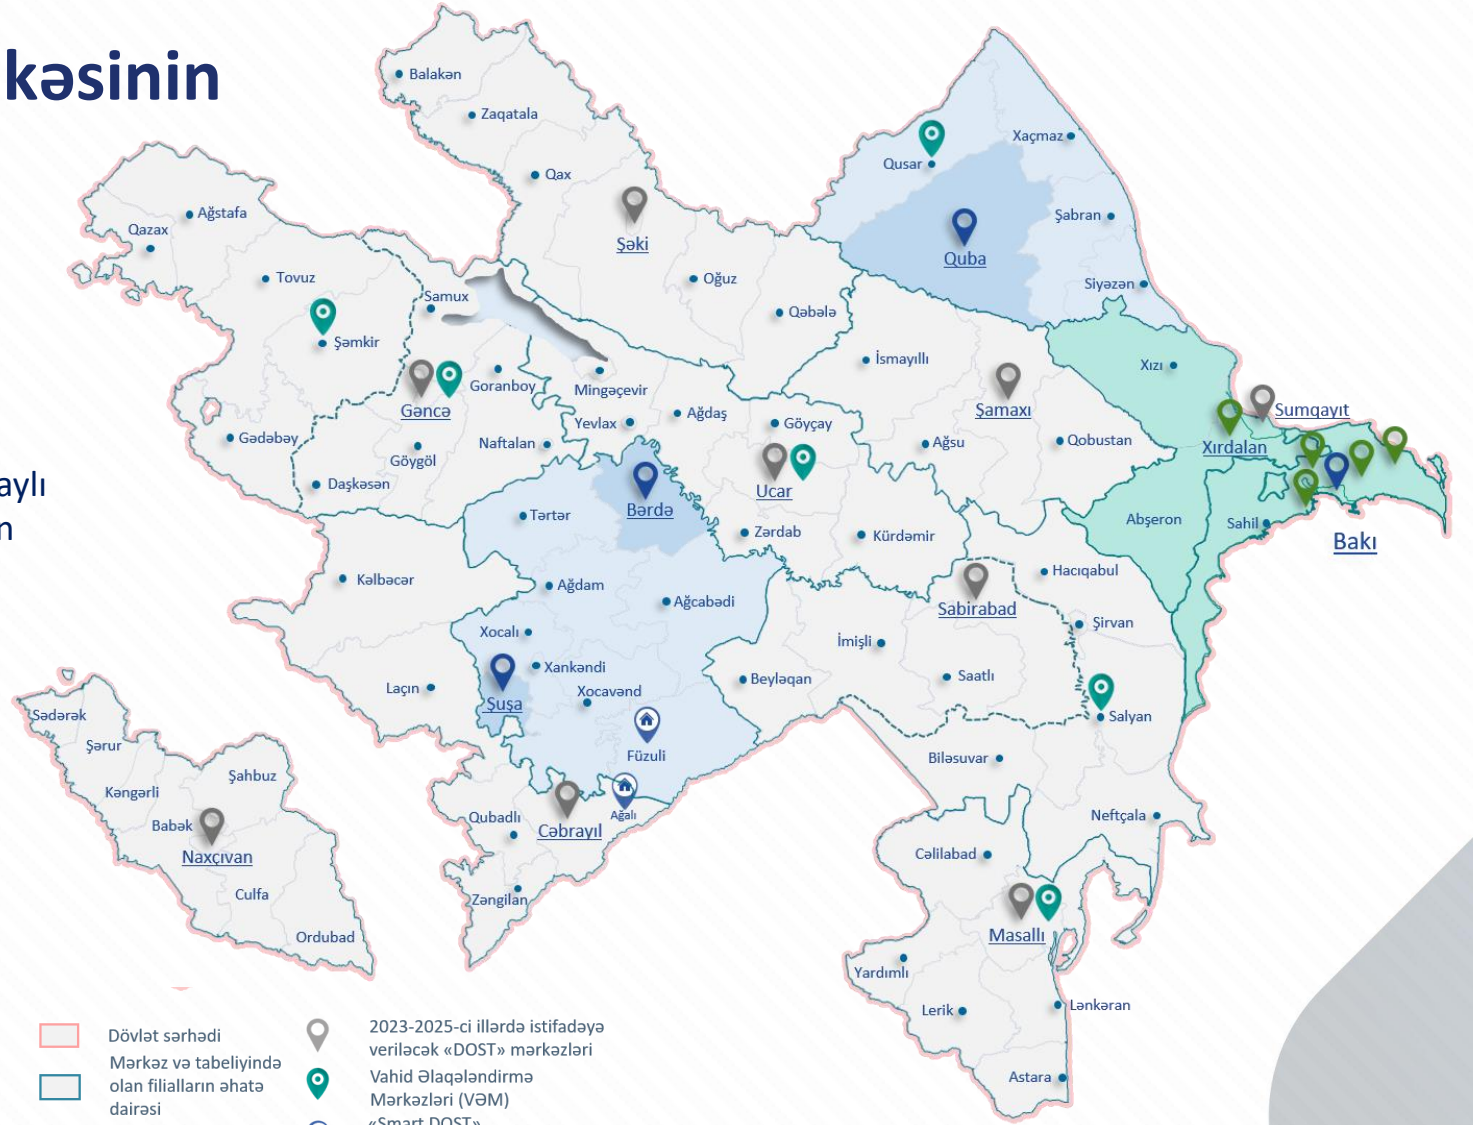 kəsinin
aylı
n
Balakən
Zaqatala
Qax
Şəki
Oğuz
Qəbələ
Ağstafa
Qazax
Tovuz
Şəmkir
Samux
Gəncə
Goranboy
Gədəbəy
Göygöl
Naftalan
Daşkəsən
Mingəçevir
Yevlax
Ağdaş
Göyçay
Ucar
Zərdab
Kürdəmir
Qusar
Xaçmaz
Quba
Şabran
Siyəzən
İsmayıllı
Şamaxı
Ağsu
Qobustan
Xızı
Sumqayıt
Xırdalan
Abşeron
Sahil
Bakı
Bərdə
Tərtər
Kəlbəcər
Ağdam
Ağcabədi
Xocalı
Xankəndi
Xocavənd
Laçın
Şuşa
Füzuli
Ağalı
Qubadlı
Cəbrayıl
Zəngilan
Beyləqan
İmişli
Sabirabad
Saatlı
Hacıqabul
Şirvan
Salyan
Biləsuvar
Neftçala
Cəlilabad
Masallı
Yardımlı
Lerik
Lənkəran
Astara
Sədərək
Şərur
Kəngərli
Şahbuz
Babək
Naxçıvan
Culfa
Ordubad
Dövlət sərhədi
Mərkəz və tabeliyində
olan filialların əhatə
dairəsi
2023-2025-ci illərdə istifadəyə
veriləcək «DOST» mərkəzləri
Vahid Əlaqələndirmə
Mərkəzləri (VƏM)
«Smart DOST»